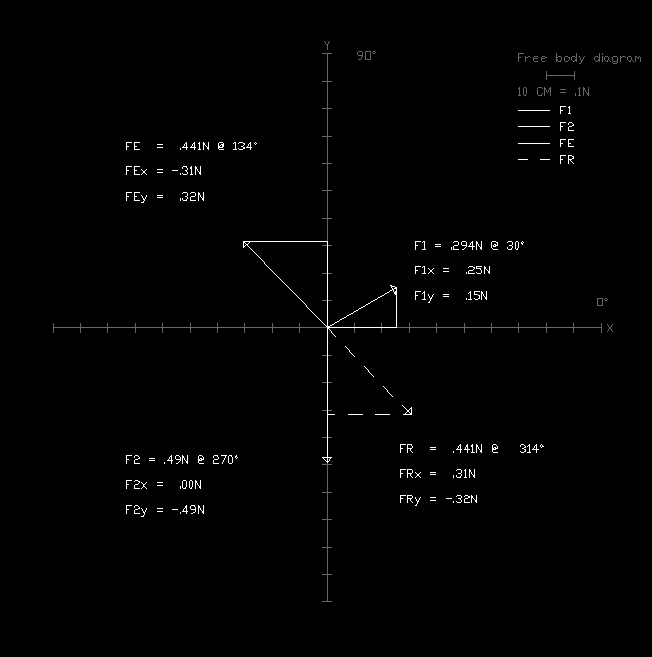 Y
90°
Free body diagram
10 CM = .1N
F1
F2
FE
FR
FE = .441N @ 134°
FEx = -.31N
FEy = .32N
F1 = .294N @ 30°
F1x = .25N
F1y = .15N
0°
X
F2 = .49N @ 270°
F2x = .00N
F2y = -.49N
FR = .441N @ 314°
FRx = .31N
FRy = -.32N